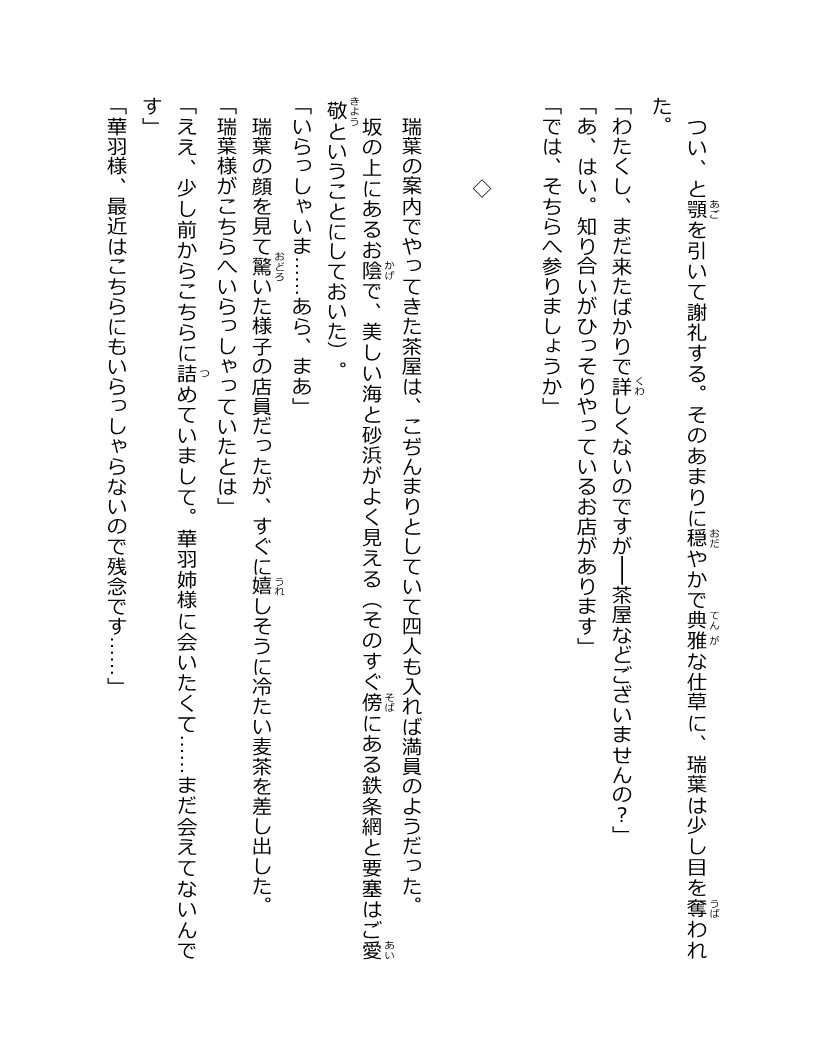 つい、と顎を引いて謝礼する。そのあまりに穏やかで典雅な仕草に、瑞葉は少し目を奪われ
た。
「わたくし、まだ来たばかりで詳しくないのですが──茶屋などございませんの？」
「あ、はい。知り合いがひっそりやっているお店があります」
「では、そちらへ参りましょうか」
◇
瑞葉の案内でやってきた茶屋は、こぢんまりとしていて四人も入れば満員のようだった。
坂の上にあるお陰で、美しい海と砂浜がよく見える（そのすぐ傍にある鉄条網と要塞はご愛
敬ということにしておいた）。
「いらっしゃいま……あら、まあ」
瑞葉の顔を見て驚いた様子の店員だったが、すぐに嬉しそうに冷たい麦茶を差し出した。
「瑞葉様がこちらへいらっしゃっていたとは」
「ええ、少し前からこちらに詰めていまして。華羽姉様に会いたくて……まだ会えてないんで
す」
「華羽様、最近はこちらにもいらっしゃらないので残念です……」